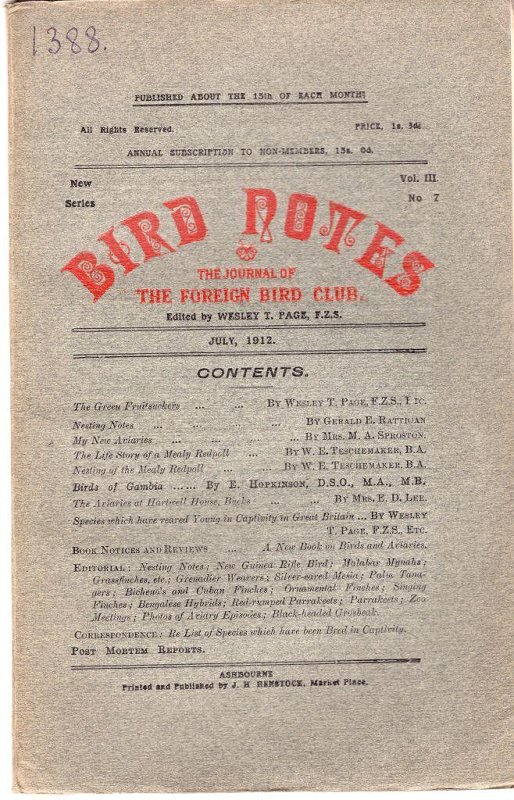 1388.
PUBLISHED ABOUT THE 15th OF EACH MONTH.
All Rights Reserved. PRICE, 1s. 3d.
ANNUAL SUBSCRIPTION TO NON-MEMBERS, 15s. 0d.
New Vol. III
Series No 7
BIRD NOTES
THE JOURNAL OF
THE FOREIGN BIRD CLUB.
Edited by WESLEY T. PAGE, F.Z.S.
JULY, 1912.
CONTENTS.
The Green Fruitsuckers ... ... By WESLEY T. PAGE, F.Z.S., ETC.
Nesting Notes ... ... ... ... By GERALD E. RATTIGAN
My New Aviaries ... ... ... ... By MRS. M. A. SPROSTON.
The Life Story of a Mealy Redpoll ... ... By W. E. TESCHEMAKER, B.A.
Nesting of the Mealy Redpoll ... ... By W. E. TESCHEMAKER, B.A.
Birds of Gambia ...... By E. HOPKINSON, D.S.O., M.A., M.B.
The Aviaries at Hartwell House, Bucks ... ... By MRS. E. D. LEE.
Species which have reared Young in Captivity in Great Britain ... BY WESLEY
T. PAGE, F.Z.S., ETC.
BOOK NOTICES AND REVIEWS ... A New Book on Birds and Aviaries.
EDITORIAL : Nesting Notes ; New Guinea Rifle Bird ; Malabar Mynahs ;
Grassfinches, etc.; Grenadier Weavers ; Silver-eared Mesia ; Palm Tana-
gers ; Bicheno's and Cuban Finches ; Ornamental Finches ; Singing
Finches ; Bengalese Hybrids ; Red-rumped Parrakeets ; Parrakeets ; Zoo
Meetings ; Photos of Aviary Episodes ; Black-headed Grosbeak.
CORRESPONDENCE : Re List of Species which have been Bred in Captivity.
POST MORTEM REPORTS.
ASHBOURNE
Printed and Published by J. H HENSTOCK, Market Place.